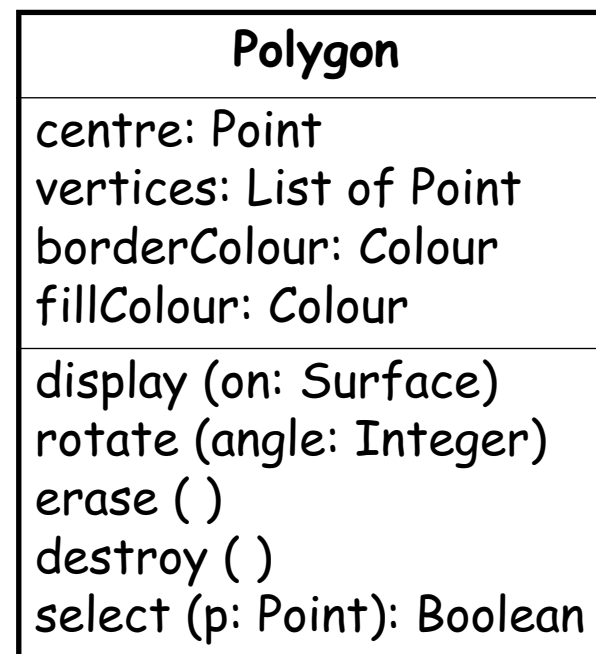 Polygon
centre: Point
vertices: List of Point
borderColour: Colour
fillColour: Colour
display (on: Surface)
rotate (angle: Integer)
erase ( )
destroy ( )
select (p: Point): Boolean